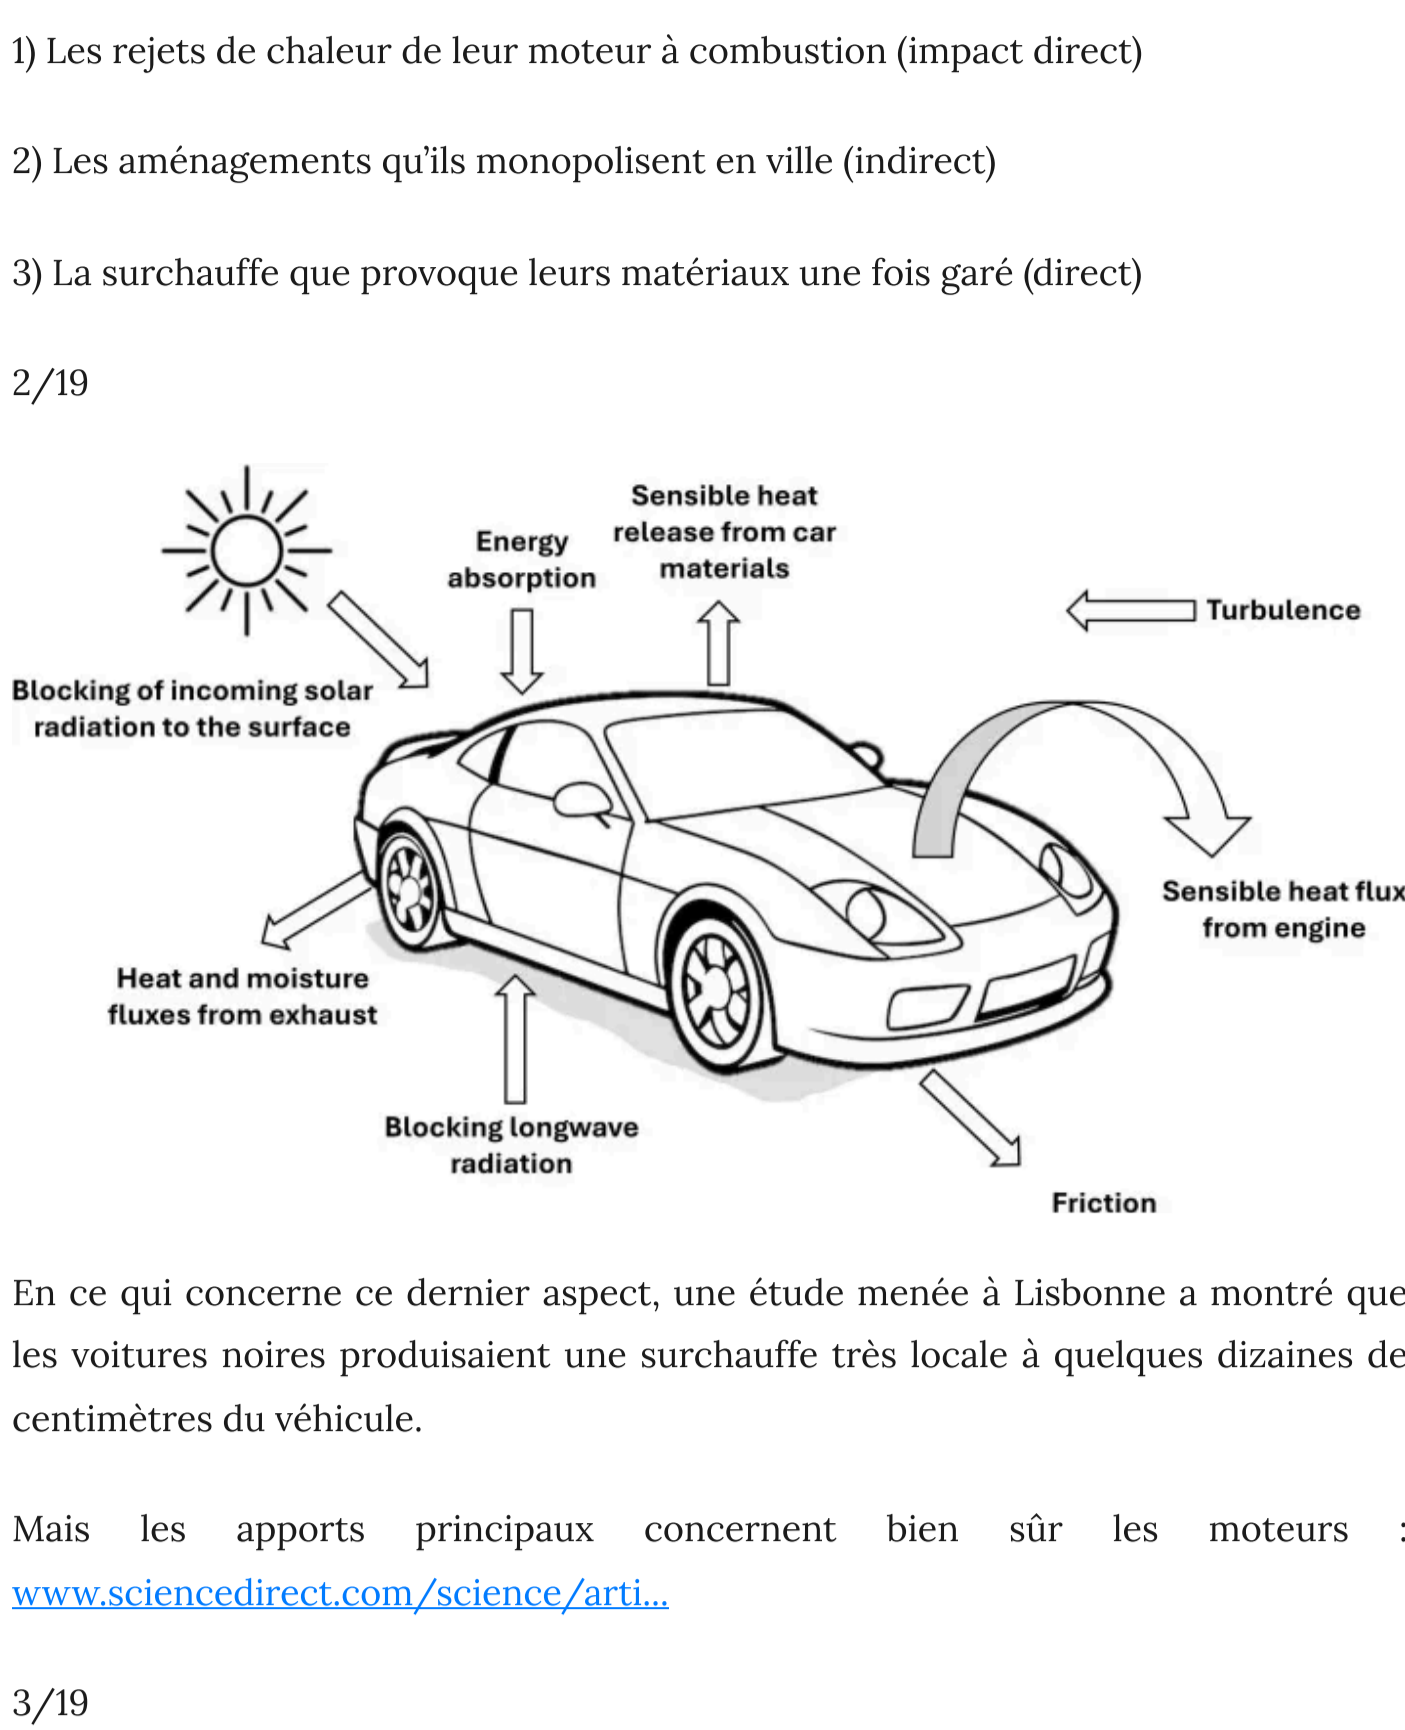 1) Les rejets de chaleur de leur moteur à combustion (impact direct)
2) Les aménagements qu’ils monopolisent en ville (indirect)
3) La surchauffe que provoque leurs matériaux une fois garé (direct)
2/19
Sensible heat
release from car
materials
Energy
absorption
Turbulence
Blocking of incoming solar
radiation to the surface
Sensible heat flux
from engine
Heat and moisture
fluxes from exhaust
Blocking longwave
radiation
Friction
En ce qui concerne ce dernier aspect, une étude menée à Lisbonne a montré que
les voitures noires produisaient une surchauffe très locale à quelques dizaines de
centimètres du véhicule.
Mais les apports principaux concernent bien sûr les moteurs :
www.sciencedirect.com/science/arti...
3/19